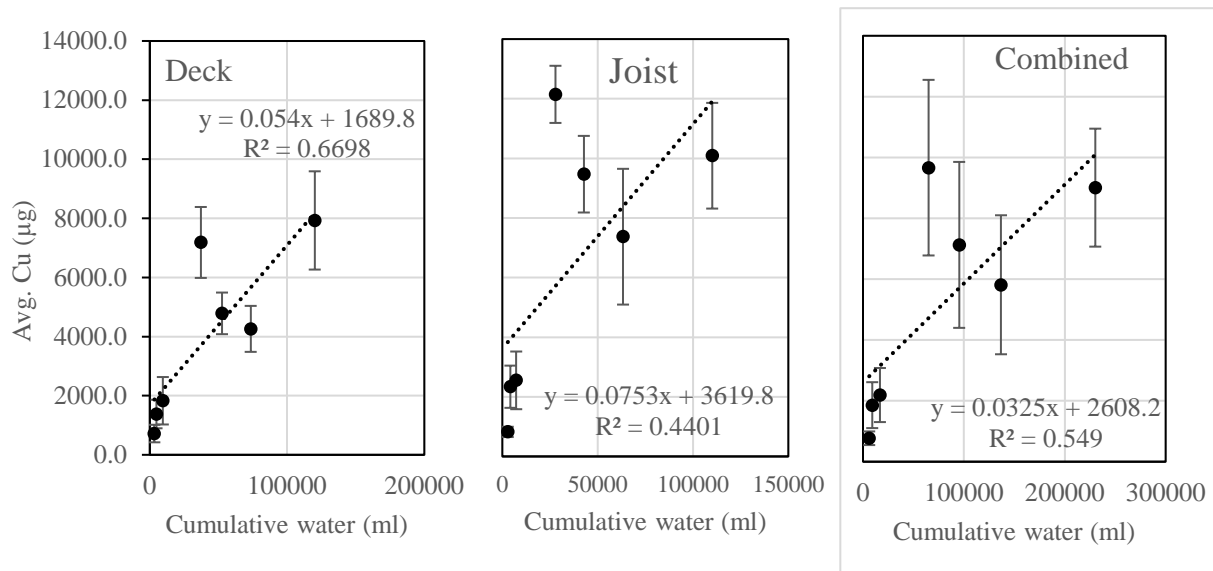 Avg. Cu (µg)
14000.0
12000.0
10000.0
8000.0
6000.0
4000.0
2000.0
0.0
Deck
y = 0.054x + 1689.8
R² = 0.6698
0 100000 200000
Cumulative water (ml)
Joist
y = 0.0753x + 3619.8
R² = 0.4401
0 50000 100000 150000
Cumulative water (ml)
Combined
y = 0.0325x + 2608.2
R² = 0.549
0 100000 200000 300000
Cumulative water (ml)